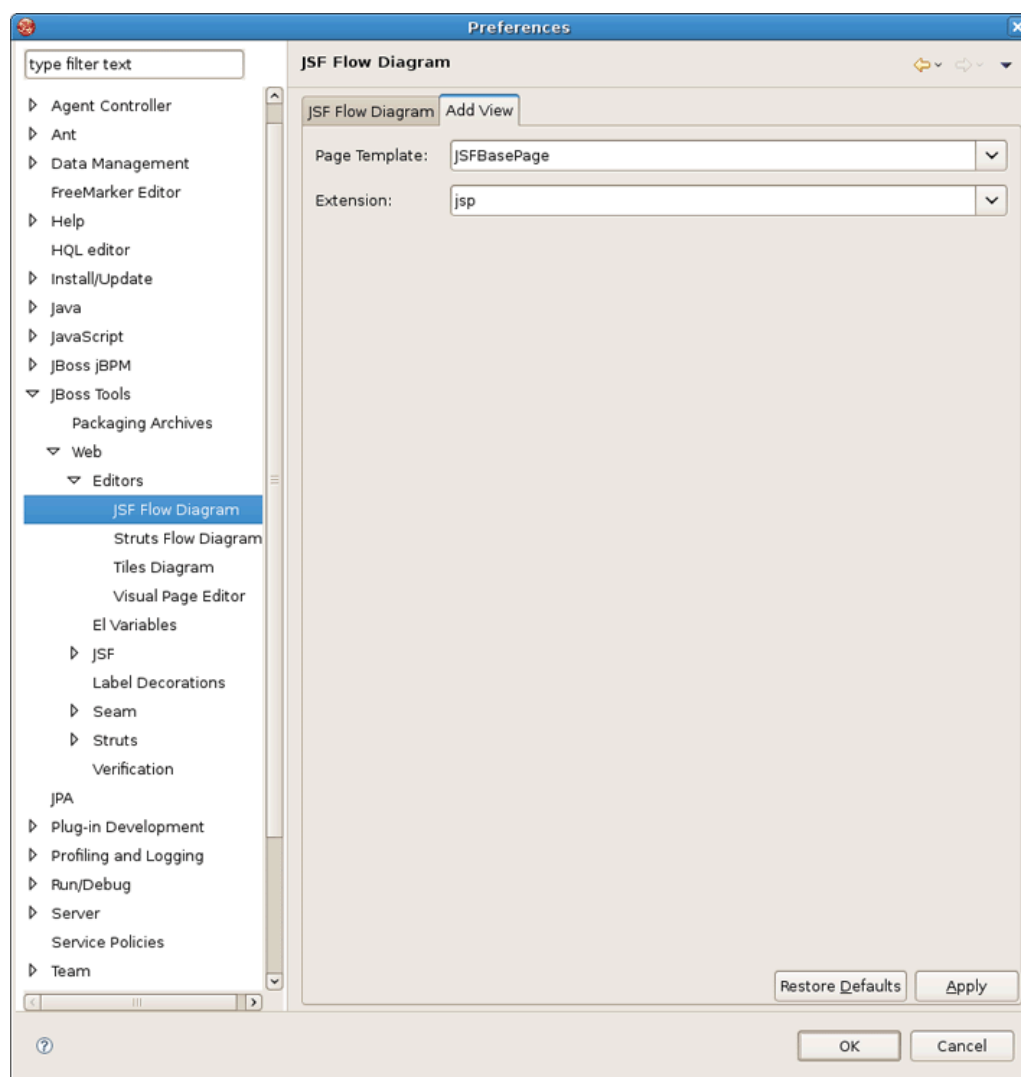 Preferences
type filter text
JSF Flow Diagram
Agent Controller
Ant
Data Management
FreeMarker Editor
Help
HQL editor
Install/Update
Java
JavaScript
JBoss jBPM
JBoss Tools
Packaging Archives
Web
Editors
JSF Flow Diagram
Struts Flow Diagram
Tiles Diagram
Visual Page Editor
El Variables
JSF
Label Decorations
Seam
Struts
Verification
JPA
Plug-in Development
Profiling and Logging
Run/Debug
Server
Service Policies
Team
JSF Flow Diagram Add View
Page Template: JSFBasePage
Extension: jsp
Restore Defaults Apply
OK Cancel